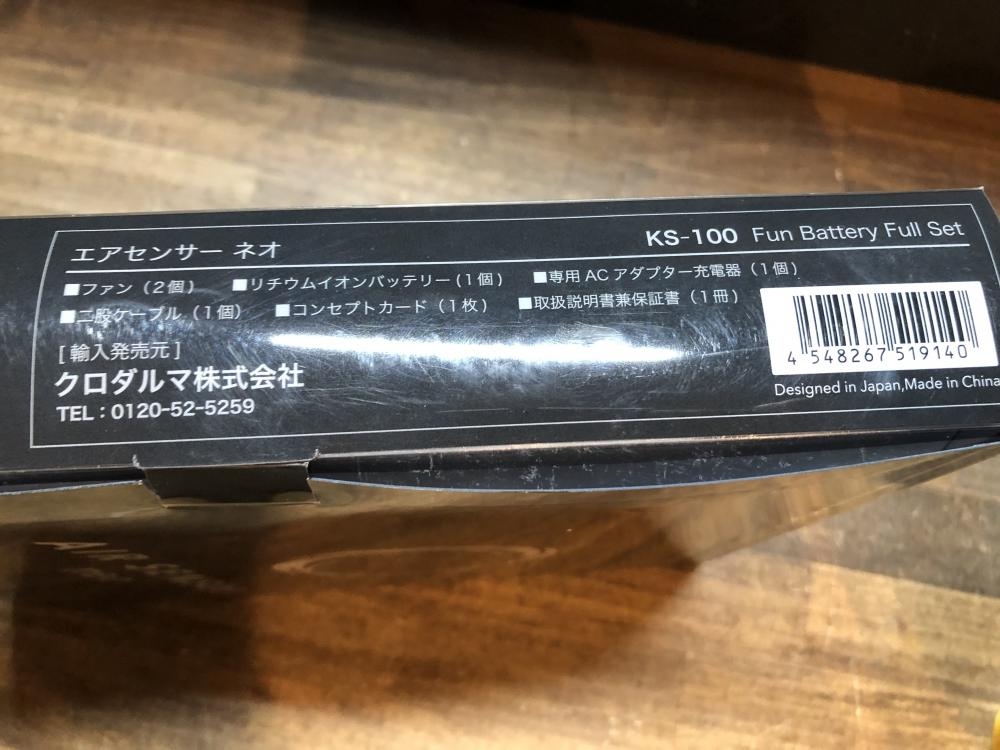 エアセンサー ネオ
KS-100 Fun Battery Full Set
■ファン（2個） ■リチウムイオンバッテリー（1個） ■専用ACアダプター充電器（1個）
■二股ケーブル（1個） ■コンセプトカード（1枚） ■取扱説明書兼保証書（1冊）
[輸入発売元]
クロダルマ株式会社
TEL：0120-52-5259
4 548267 519140
Designed in Japan,Made in China